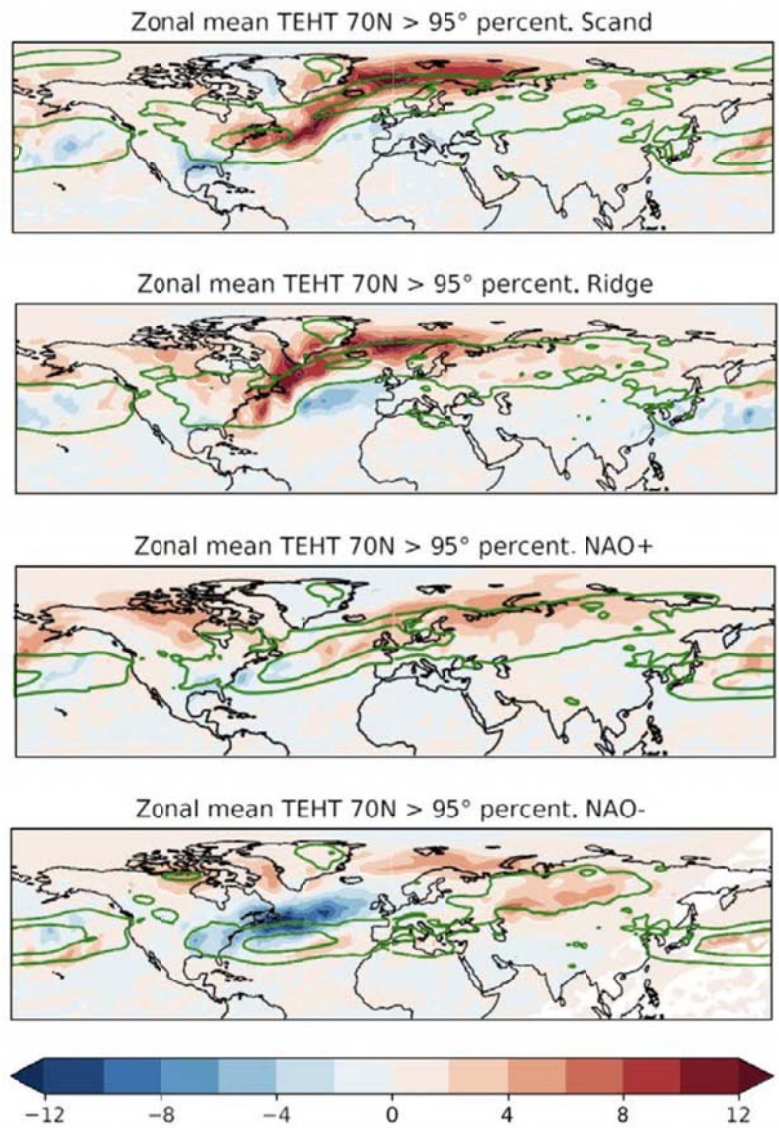 Zonal mean TEHT 70N > 95° percent. Scand
Zonal mean TEHT 70N > 95° percent. Ridge
Zonal mean TEHT 70N > 95° percent. NAO+
Zonal mean TEHT 70N > 95° percent. NAO-
−12 −8 −4 0 4 8 12